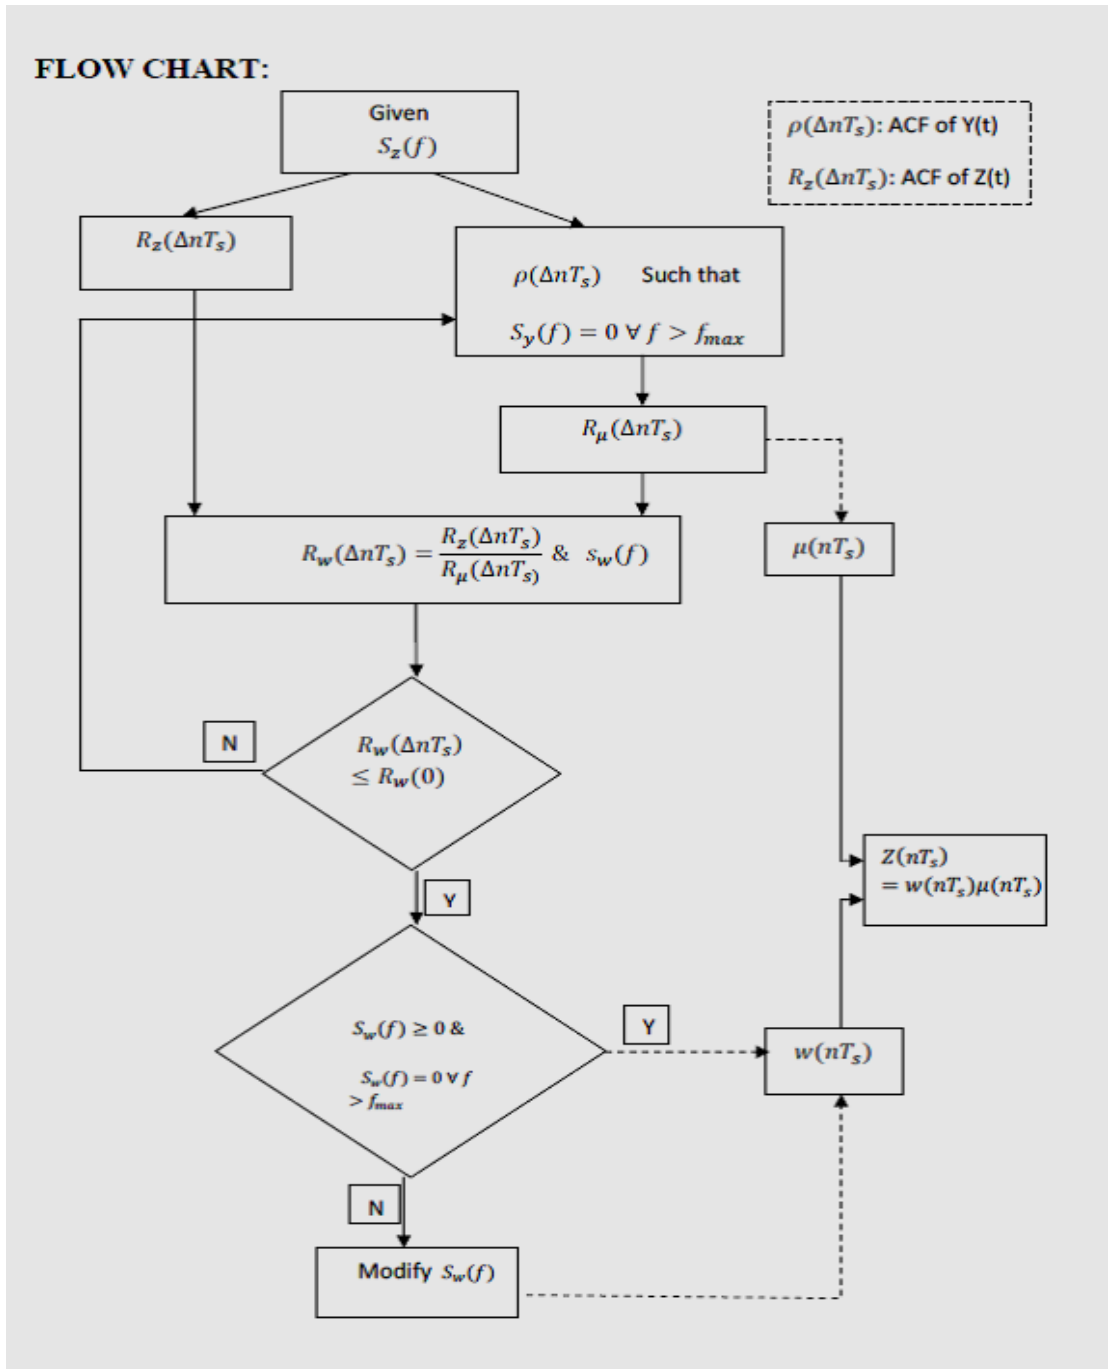 FLOW CHART:
Given
S_z(f)
ρ(ΔnT_s): ACF of Y(t)
R_z(ΔnT_s): ACF of Z(t)
R_z(ΔnT_s)
ρ(ΔnT_s) Such that
S_y(f) = 0 ∀ f > f_max
R_μ(ΔnT_s)
R_w(ΔnT_s) = R_z(ΔnT_s) / R_μ(ΔnT_s) & s_w(f)
μ(nT_s)
N
R_w(ΔnT_s)
≤ R_w(0)
Y
Z(nT_s)
= w(nT_s)μ(nT_s)
S_w(f) ≥ 0 &
S_w(f) = 0 ∀ f
> f_max
Y
w(nT_s)
N
Modify S_w(f)